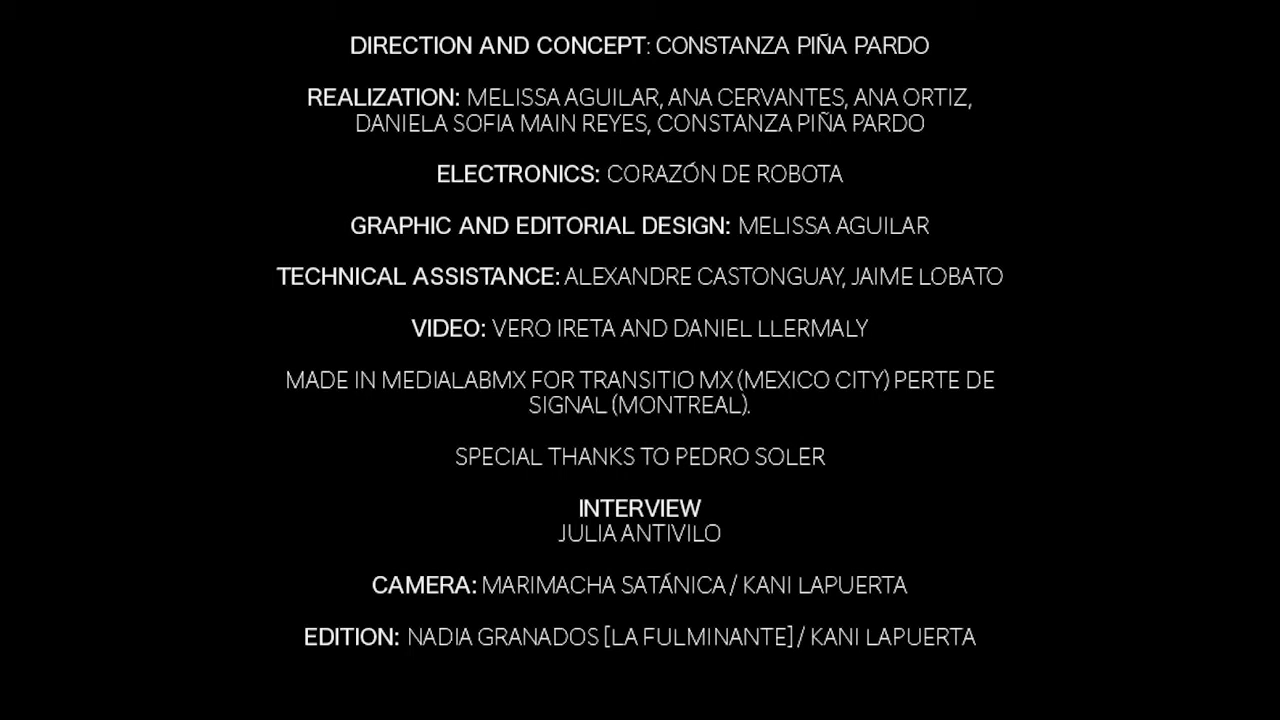 DIRECTION AND CONCEPT: CONSTANZA PIÑA PARDO
REALIZATION: MELISSA AGUILAR, ANA CERVANTES, ANA ORTIZ,
DANIELA SOFIA MAIN REYES, CONSTANZA PIÑA PARDO
ELECTRONICS: CORAZÓN DE ROBOTA
GRAPHIC AND EDITORIAL DESIGN: MELISSA AGUILAR
TECHNICAL ASSISTANCE: ALEXANDRE CASTONGUAY, JAIME LOBATO
VIDEO: VERO IRETA AND DANIEL LLERMALY
MADE IN MEDIALABMX FOR TRANSITIO MX (MEXICO CITY) PERTE DE
SIGNAL (MONTREAL).
SPECIAL THANKS TO PEDRO SOLER
INTERVIEW
JULIA ANTIVILO
CAMERA: MARIMACHA SATÁNICA / KANI LAPUERTA
EDITION: NADIA GRANADOS [LA FULMINANTE] / KANI LAPUERTA